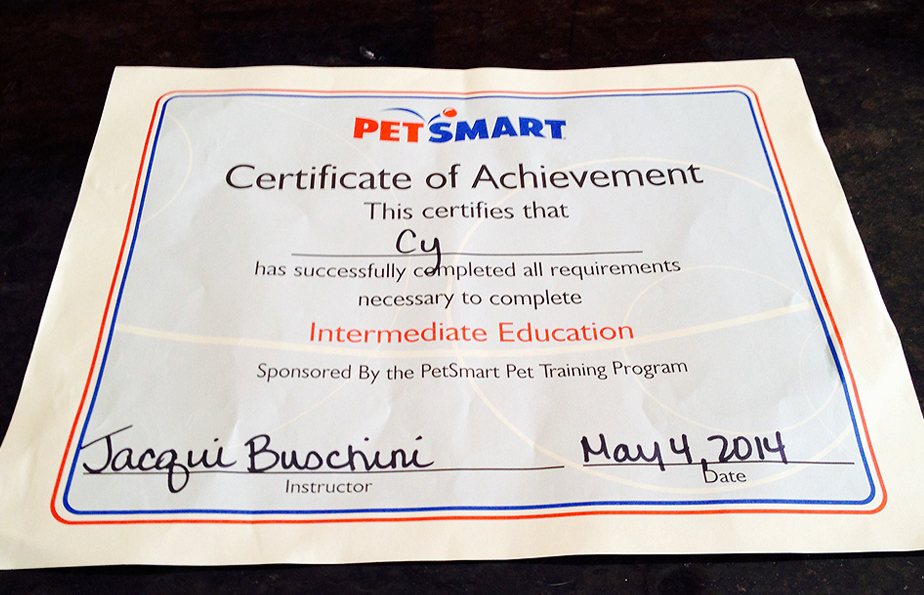 PETSMART
Certificate of Achievement
This certifies that
Cy
has successfully completed all requirements
necessary to complete
Intermediate Education
Sponsored By the PetSmart Pet Training Program
Jacqui Buschini May 4, 2014
Instructor Date